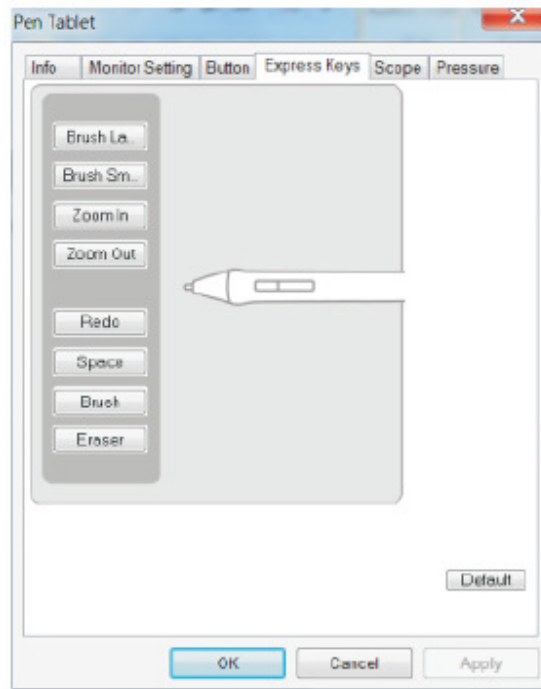 Pen Tablet
Info Monitor Setting Button Express Keys Scope Pressure
Brush La..
Brush Sm..
Zoom In
Zoom Out
Redo
Space
Brush
Eraser
Default
OK Cancel Apply